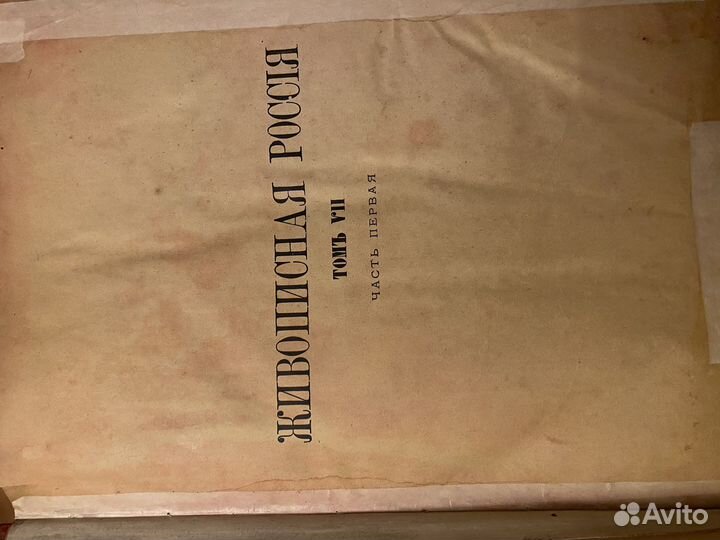 ЖИВОПИСНАЯ РОССІЯ
ТОМЪ VII
ЧАСТЬ ПЕРВАЯ
Avito